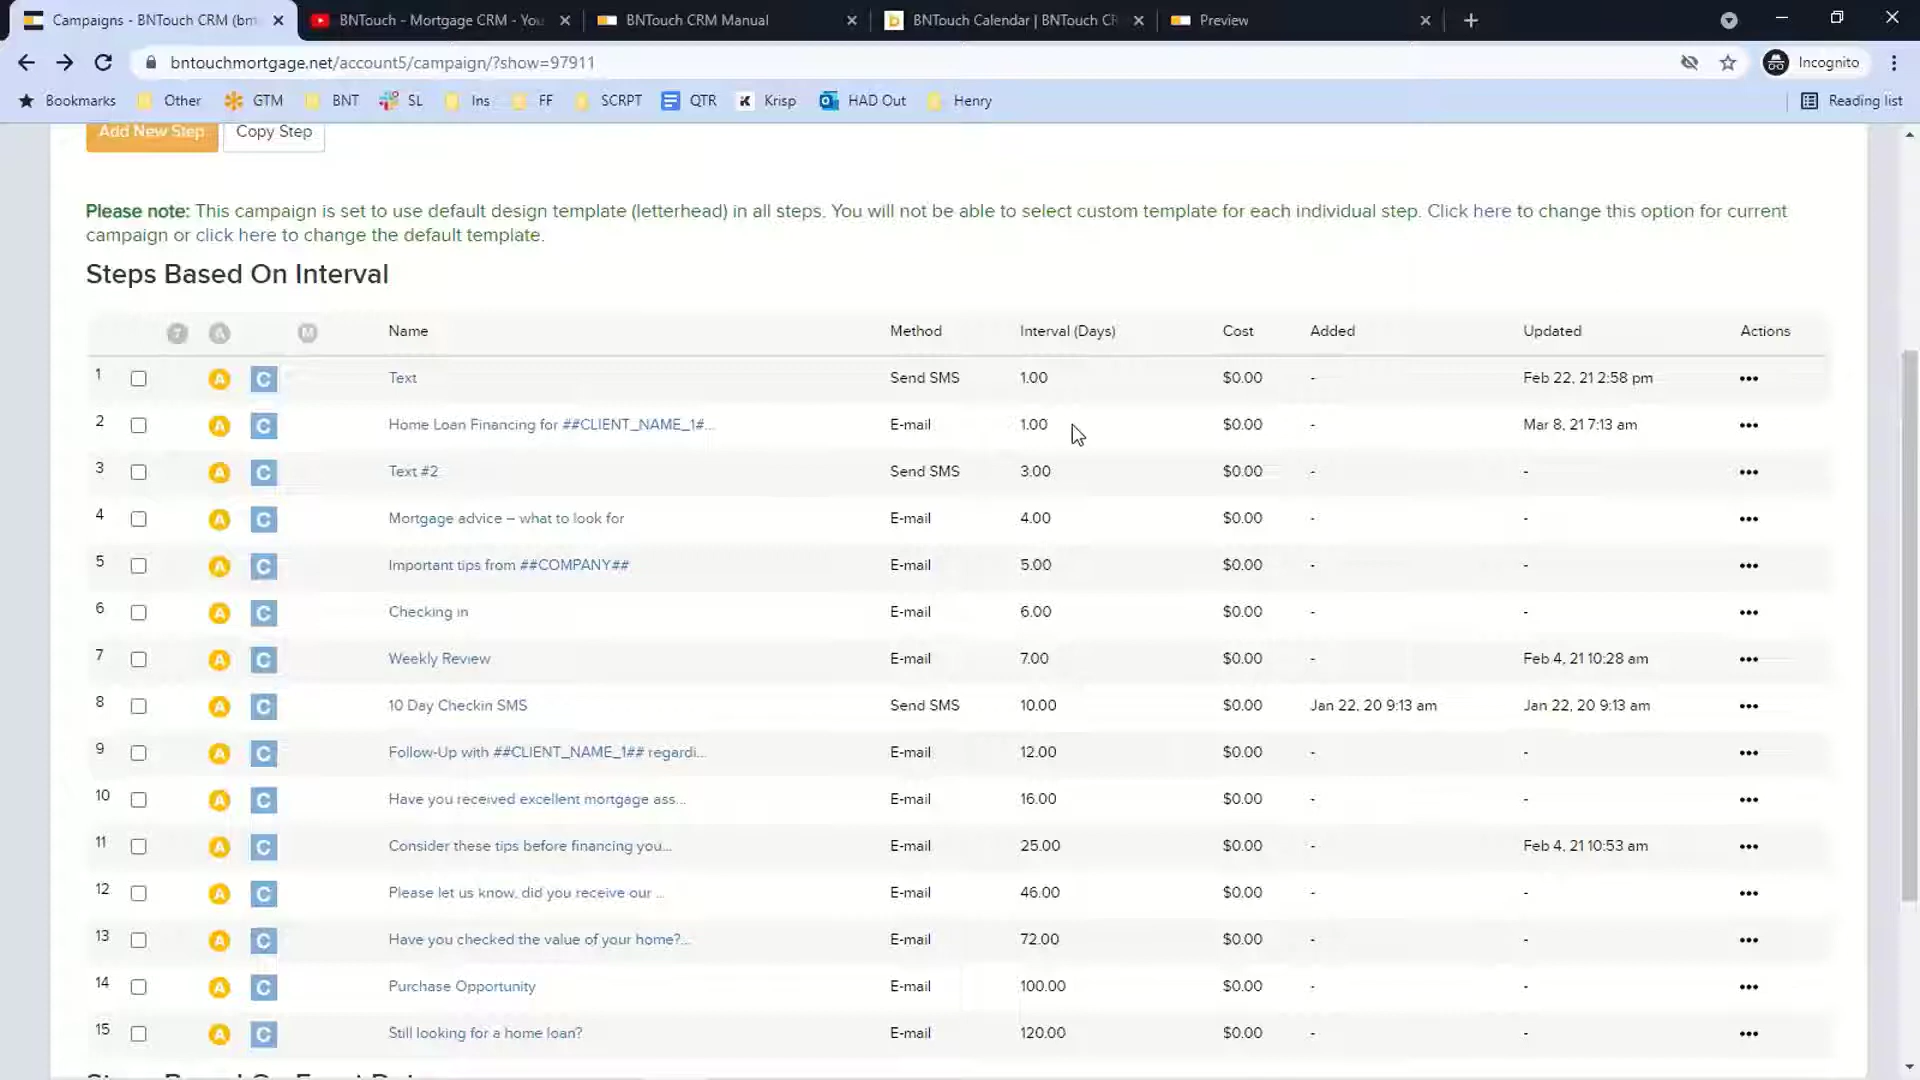 Campaigns - BNTouch CRM (bn
BNTouch - Mortgage CRM - You
BNTouch CRM Manual
BNTouch Calendar | BNTouch CR
Preview
bntouchmortgage.net/account5/campaign/?show=97911
Incognito
Bookmarks Other GTM BNT SL Ins FF SCRPT QTR Krisp HAD Out Henry Reading list
Add New Step Copy Step
Please note: This campaign is set to use default design template (letterhead) in all steps. You will not be able to select custom template for each individual step. Click here to change this option for current
campaign or click here to change the default template.
Steps Based On Interval
A M Name Method Interval (Days) Cost Added Updated Actions
1 A C Text Send SMS 1.00 $0.00 - Feb 22, 21 2:58 pm •••
2 A C Home Loan Financing for ##CLIENT_NAME_1#... E-mail 1.00 $0.00 - Mar 8, 21 7:13 am •••
3 A C Text #2 Send SMS 3.00 $0.00 - - •••
4 A C Mortgage advice – what to look for E-mail 4.00 $0.00 - - •••
5 A C Important tips from ##COMPANY## E-mail 5.00 $0.00 - - •••
6 A C Checking in E-mail 6.00 $0.00 - - •••
7 A C Weekly Review E-mail 7.00 $0.00 - Feb 4, 21 10:28 am •••
8 A C 10 Day Checkin SMS Send SMS 10.00 $0.00 Jan 22, 20 9:13 am Jan 22, 20 9:13 am •••
9 A C Follow-Up with ##CLIENT_NAME_1## regardi... E-mail 12.00 $0.00 - - •••
10 A C Have you received excellent mortgage ass... E-mail 16.00 $0.00 - - •••
11 A C Consider these tips before financing you... E-mail 25.00 $0.00 - Feb 4, 21 10:53 am •••
12 A C Please let us know, did you receive our ... E-mail 46.00 $0.00 - - •••
13 A C Have you checked the value of your home?... E-mail 72.00 $0.00 - - •••
14 A C Purchase Opportunity E-mail 100.00 $0.00 - - •••
15 A C Still looking for a home loan? E-mail 120.00 $0.00 - - •••